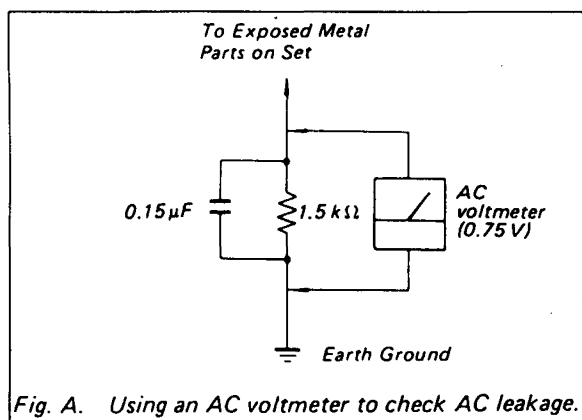 To Exposed Metal
Parts on Set
0.15μF
1.5 kΩ
AC
voltmeter
(0.75 V)
Earth Ground
Fig. A. Using an AC voltmeter to check AC leakage.